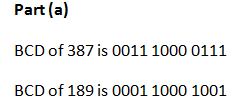 Part (a)
BCD of 387 is 0011 1000 0111
BCD of 189 is 0001 1000 1001